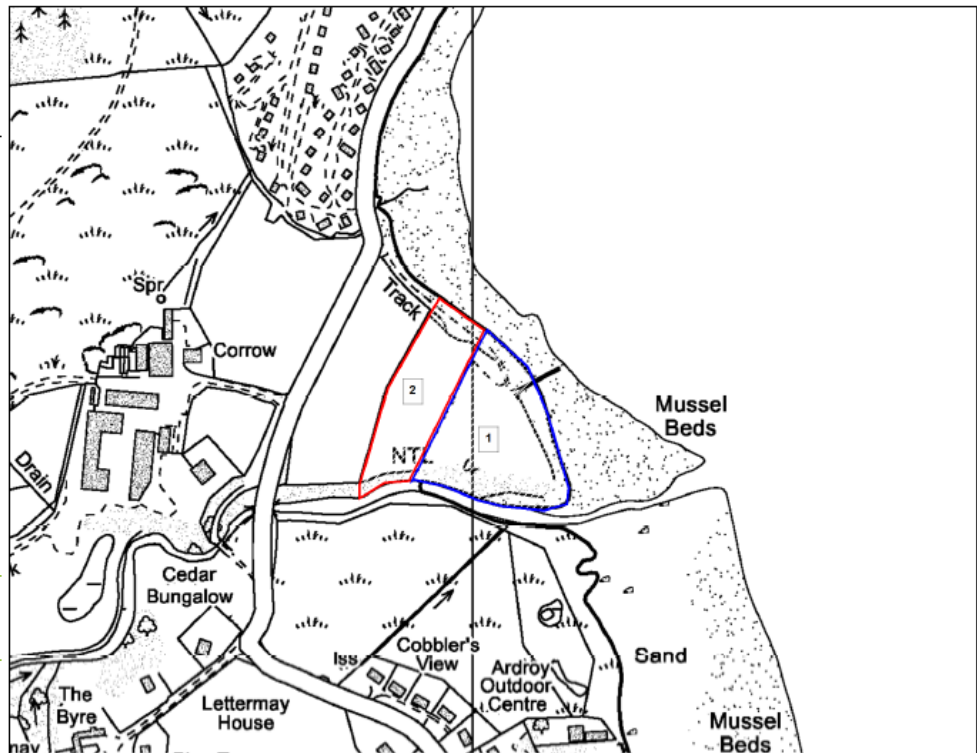 Spr
Track
Corrow
2
Mussel
Beds
1
NTL
Drain
Cedar
Bungalow
Cobbler's
View
Iss
Sand
Ardroy
Outdoor
Centre
The
Byre
Lettermay
House
Mussel
Beds